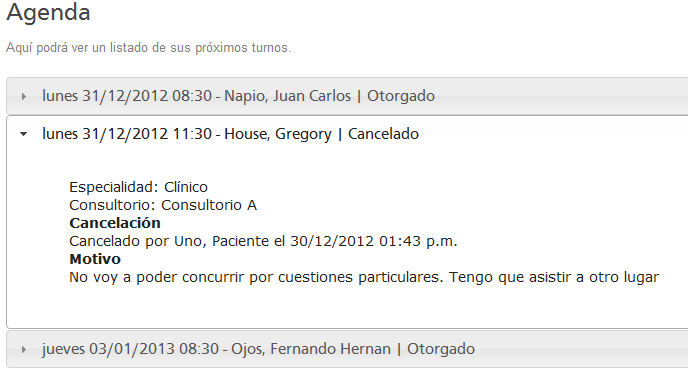 Agenda
Aquí podrá ver un listado de sus próximos turnos.
lunes 31/12/2012 08:30 - Napio, Juan Carlos | Otorgado
lunes 31/12/2012 11:30 - House, Gregory | Cancelado
Especialidad: Clínico
Consultorio: Consultorio A
Cancelación
Cancelado por Uno, Paciente el 30/12/2012 01:43 p.m.
Motivo
No voy a poder concurrir por cuestiones particulares. Tengo que asistir a otro lugar
jueves 03/01/2013 08:30 - Ojos, Fernando Hernan | Otorgado